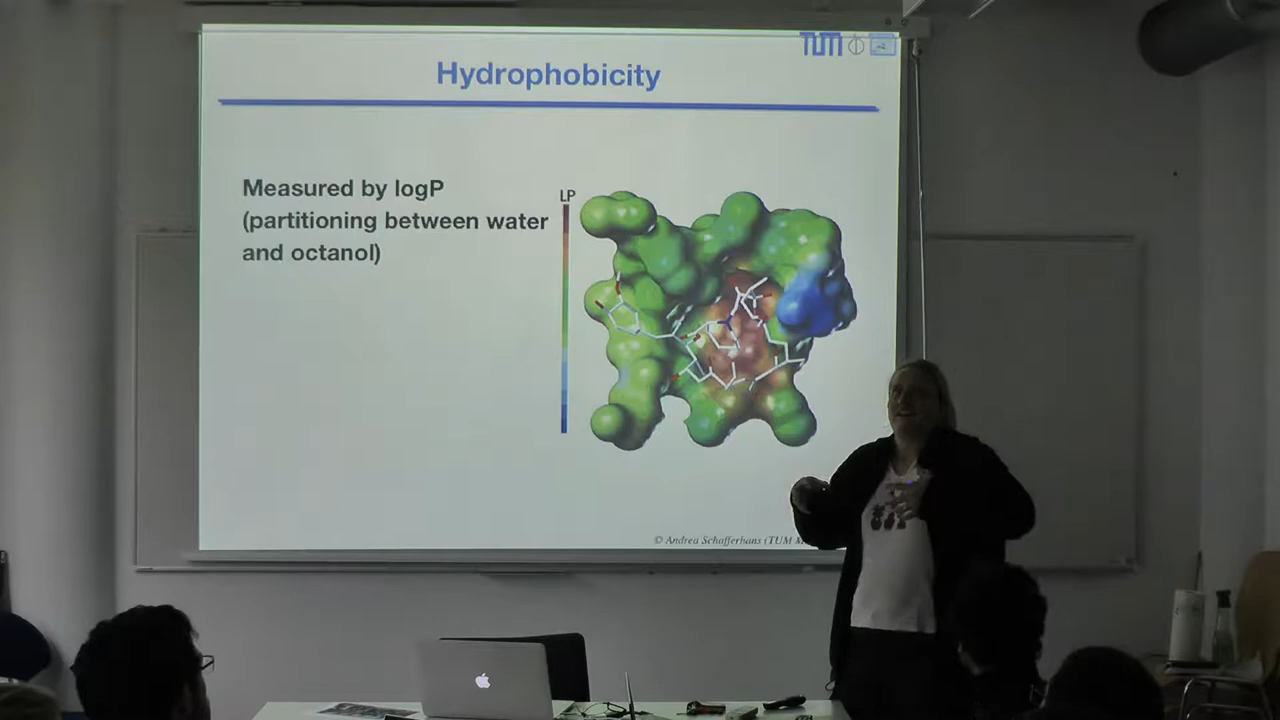 TUM
Hydrophobicity
Measured by logP
(partitioning between water
and octanol)
LP
© Andrea Schafferhans (TUM M